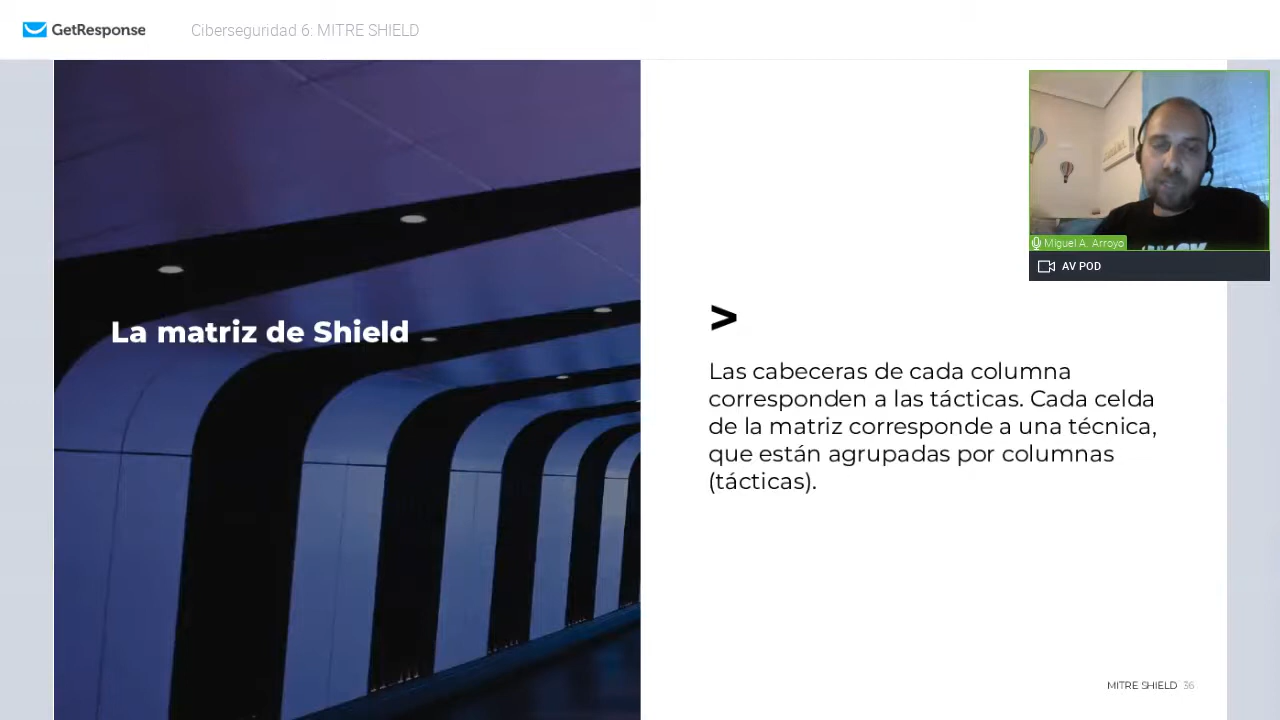 GetResponse
Ciberseguridad 6: MITRE SHIELD
Miguel A. Arroyo
AV POD
La matriz de Shield
>
Las cabeceras de cada columna
corresponden a las tácticas. Cada celda
de la matriz corresponde a una técnica,
que están agrupadas por columnas
(tácticas).
MITRE SHIELD 36